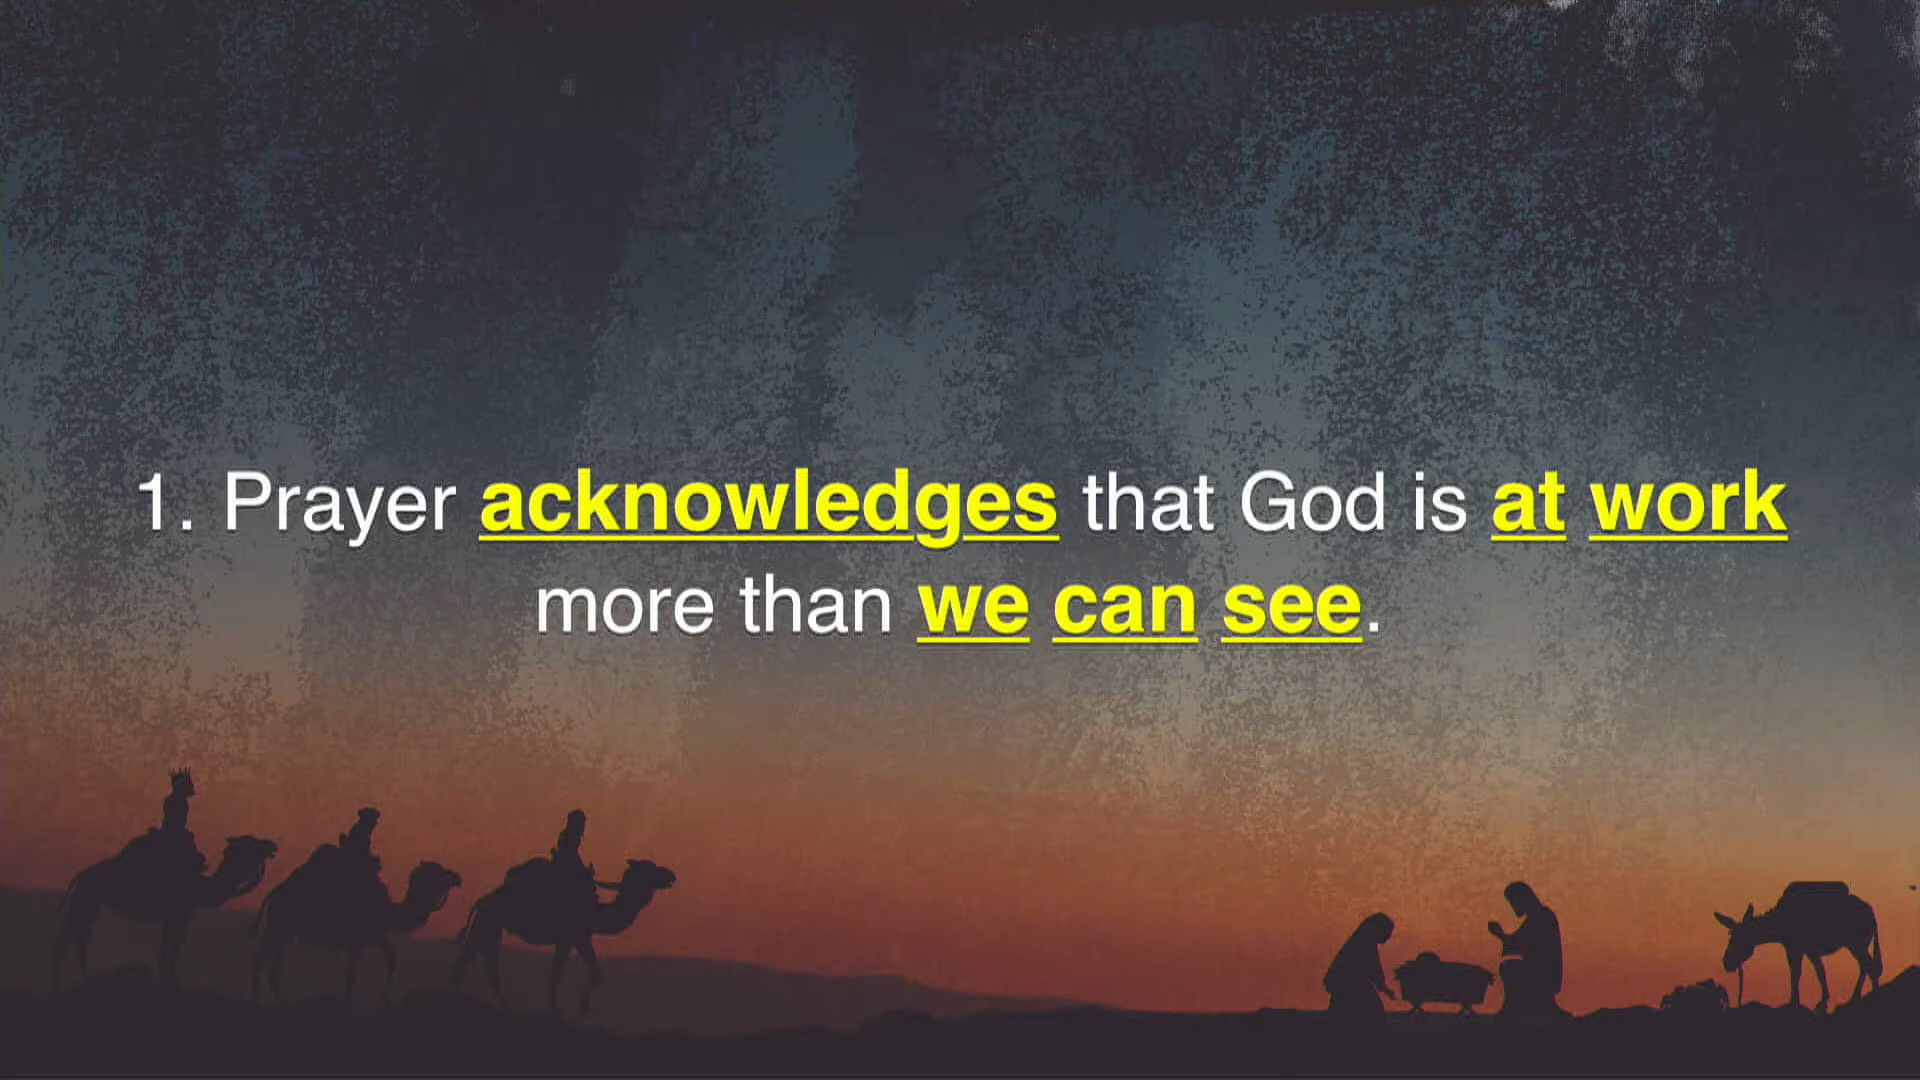 1. Prayer acknowledges that God is at work
more than we can see.